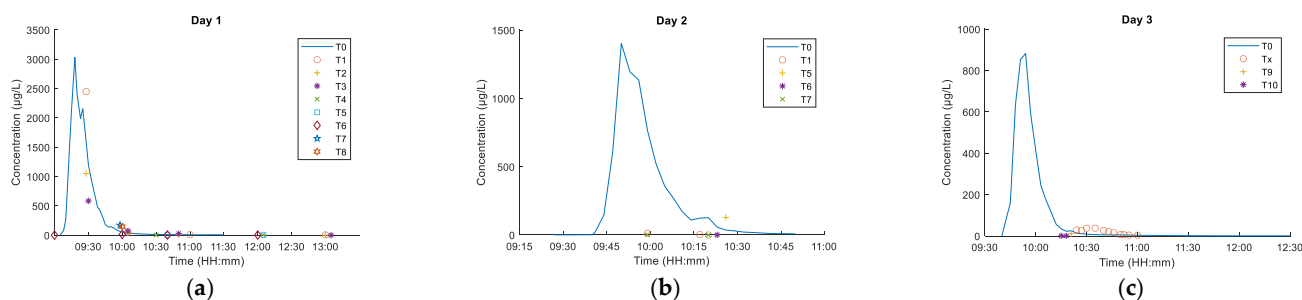 Day 1
Concentration (µg/L)
3500
3000
2500
2000
1500
1000
500
0
09:30
10:00
10:30
11:00
11:30
12:00
12:30
13:00
Time (HH:mm)
T0
T1
T2
T3
T4
T5
T6
T7
T8
(a)
Day 2
Concentration (µg/L)
1500
1000
500
0
09:15
09:30
09:45
10:00
10:15
10:30
10:45
11:00
Time (HH:mm)
T0
T1
T5
T6
T7
(b)
Day 3
Concentration (µg/L)
1000
800
600
400
200
0
09:30
10:00
10:30
11:00
11:30
12:00
12:30
Time (HH:mm)
T0
Tx
T9
T10
(c)